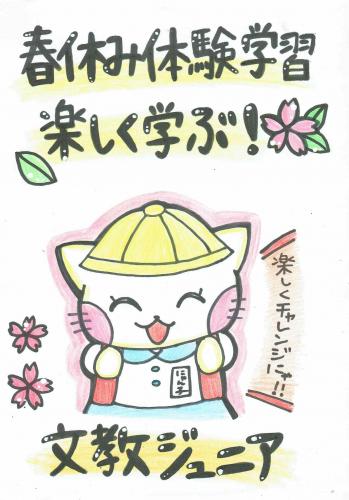 春休み体験学習
楽しく学ぶ！
楽しくチャレンジにゃ!!
にゃん子
文教ジュニア